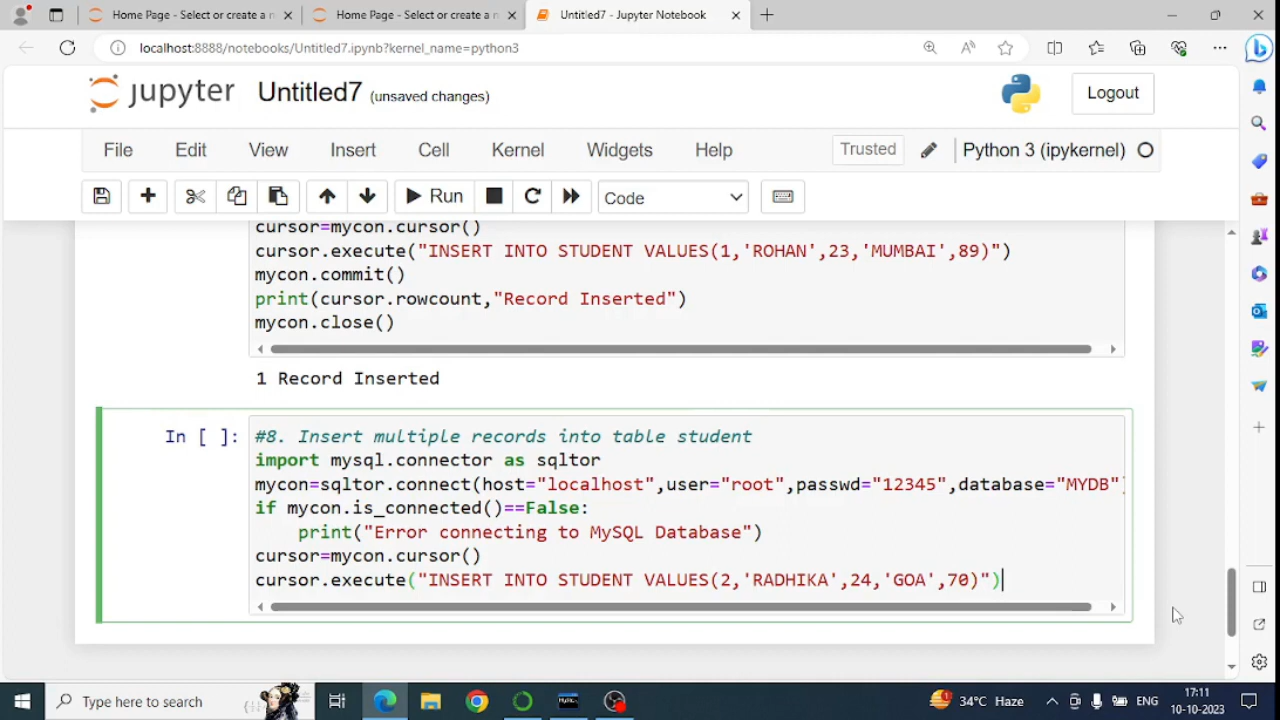 Home Page - Select or create a n
Home Page - Select or create a n
Untitled7 - Jupyter Notebook
localhost:8888/notebooks/Untitled7.ipynb?kernel_name=python3
jupyter Untitled7 (unsaved changes)
Logout
File Edit View Insert Cell Kernel Widgets Help
Trusted
Python 3 (ipykernel)
Run
Code
cursor=mycon.cursor()
cursor.execute("INSERT INTO STUDENT VALUES(1,'ROHAN',23,'MUMBAI',89)")
mycon.commit()
print(cursor.rowcount,"Record Inserted")
mycon.close()
1 Record Inserted
In [ ]:
#8. Insert multiple records into table student
import mysql.connector as sqltor
mycon=sqltor.connect(host="localhost",user="root",passwd="12345",database="MYDB")
if mycon.is_connected()==False:
    print("Error connecting to MySQL Database")
cursor=mycon.cursor()
cursor.execute("INSERT INTO STUDENT VALUES(2,'RADHIKA',24,'GOA',70)")
Type here to search
34°C Haze
ENG
17:11
10-10-2023